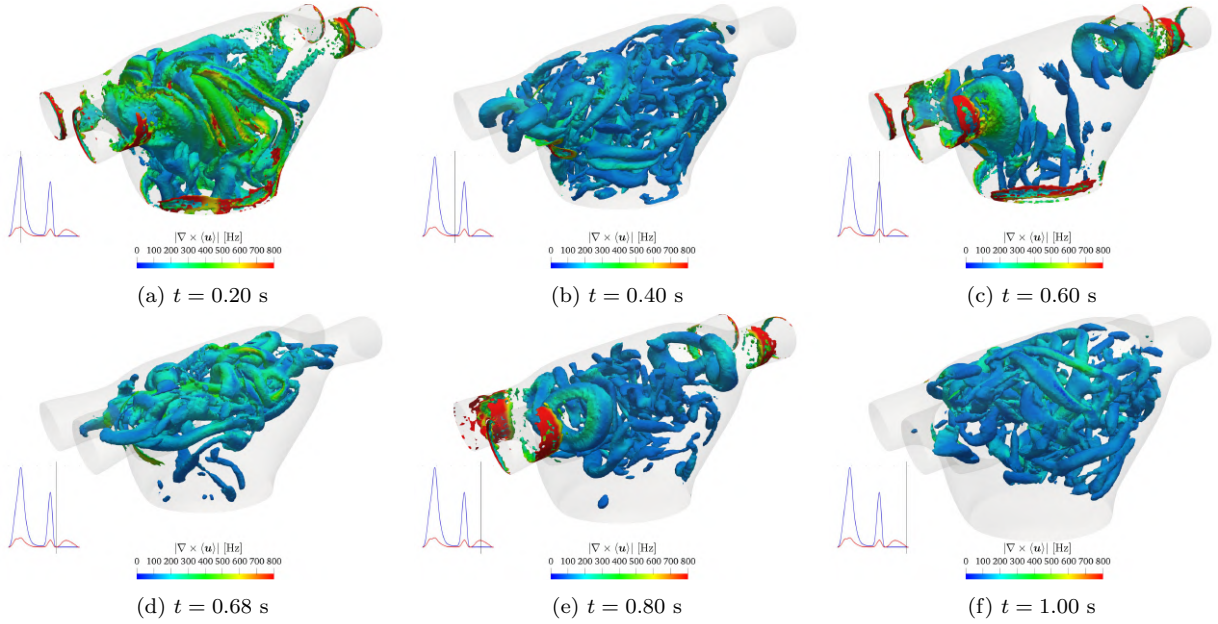 |∇ × ⟨u⟩| [Hz]
0 100 200 300 400 500 600 700 800
(a) t = 0.20 s
|∇ × ⟨u⟩| [Hz]
0 100 200 300 400 500 600 700 800
(b) t = 0.40 s
|∇ × ⟨u⟩| [Hz]
0 100 200 300 400 500 600 700 800
(c) t = 0.60 s
|∇ × ⟨u⟩| [Hz]
0 100 200 300 400 500 600 700 800
(d) t = 0.68 s
|∇ × ⟨u⟩| [Hz]
0 100 200 300 400 500 600 700 800
(e) t = 0.80 s
|∇ × ⟨u⟩| [Hz]
0 100 200 300 400 500 600 700 800
(f) t = 1.00 s